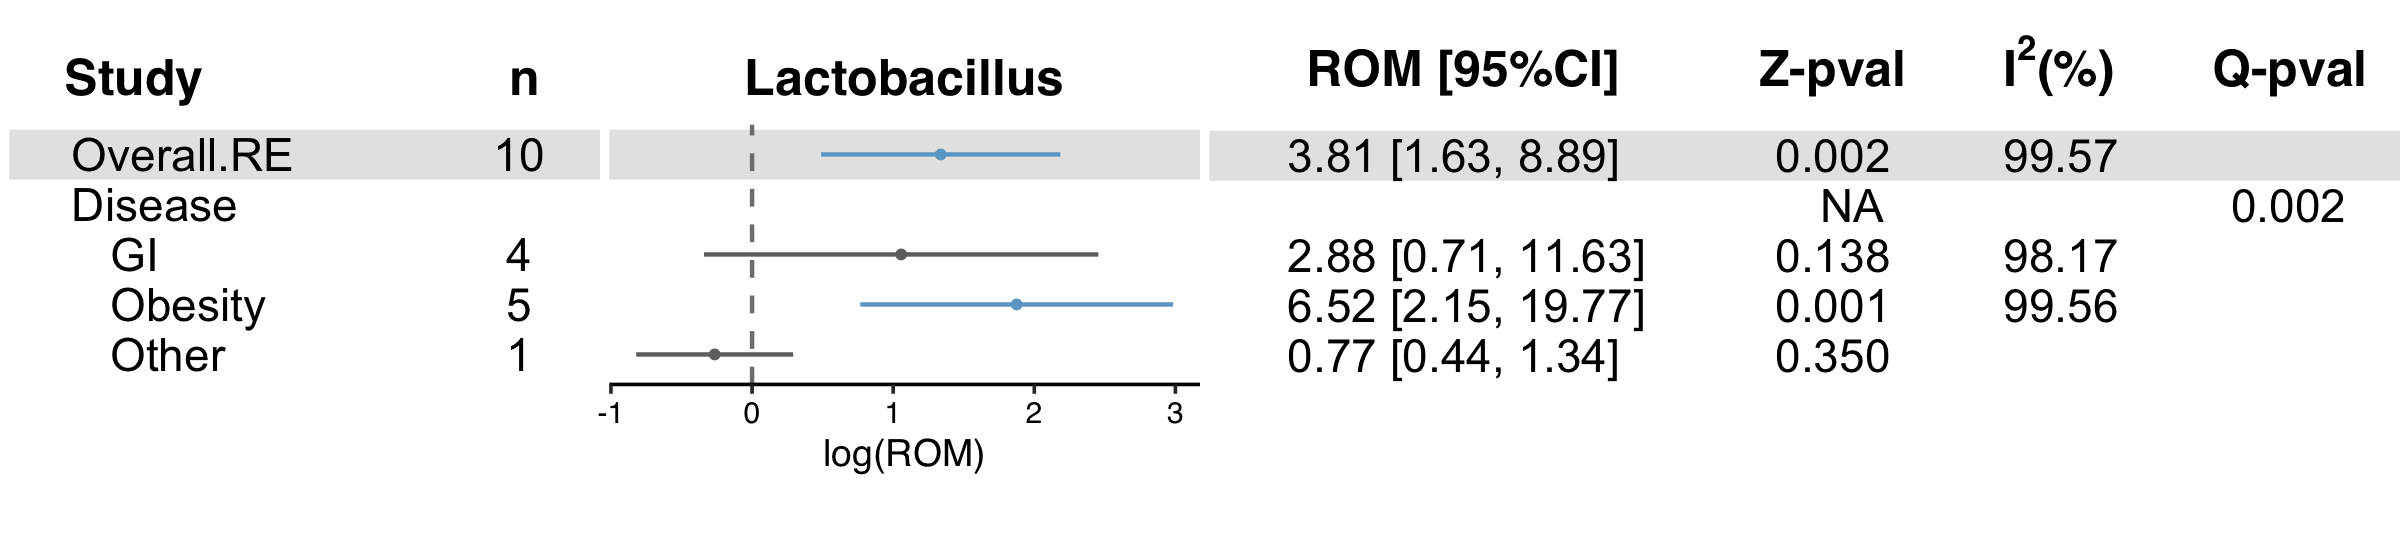 Study n Lactobacillus ROM [95%CI] Z-pval I²(%) Q-pval
Overall.RE 10 3.81 [1.63, 8.89] 0.002 99.57
Disease NA 0.002
GI 4 2.88 [0.71, 11.63] 0.138 98.17
Obesity 5 6.52 [2.15, 19.77] 0.001 99.56
Other 1 0.77 [0.44, 1.34] 0.350
-1 0 1 2 3
log(ROM)